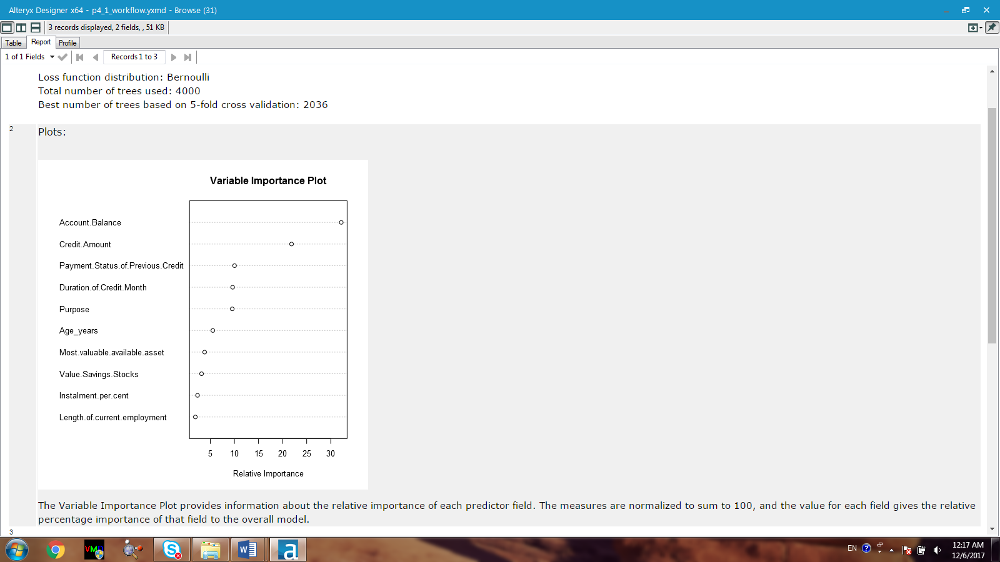 Alteryx Designer x64 - p4_1_workflow.yxmd - Browse (31)
3 records displayed, 2 fields, , 51 KB
Table Report Profile
1 of 1 Fields Records 1 to 3
Loss function distribution: Bernoulli
Total number of trees used: 4000
Best number of trees based on 5-fold cross validation: 2036
2 Plots:
Variable Importance Plot
Account.Balance
Credit.Amount
Payment.Status.of.Previous.Credit
Duration.of.Credit.Month
Purpose
Age_years
Most.valuable.available.asset
Value.Savings.Stocks
Instalment.per.cent
Length.of.current.employment
5 10 15 20 25 30
Relative Importance
The Variable Importance Plot provides information about the relative importance of each predictor field. The measures are normalized to sum to 100, and the value for each field gives the relative
percentage importance of that field to the overall model.
3
VMD
W
a
EN
12:17 AM
12/6/2017